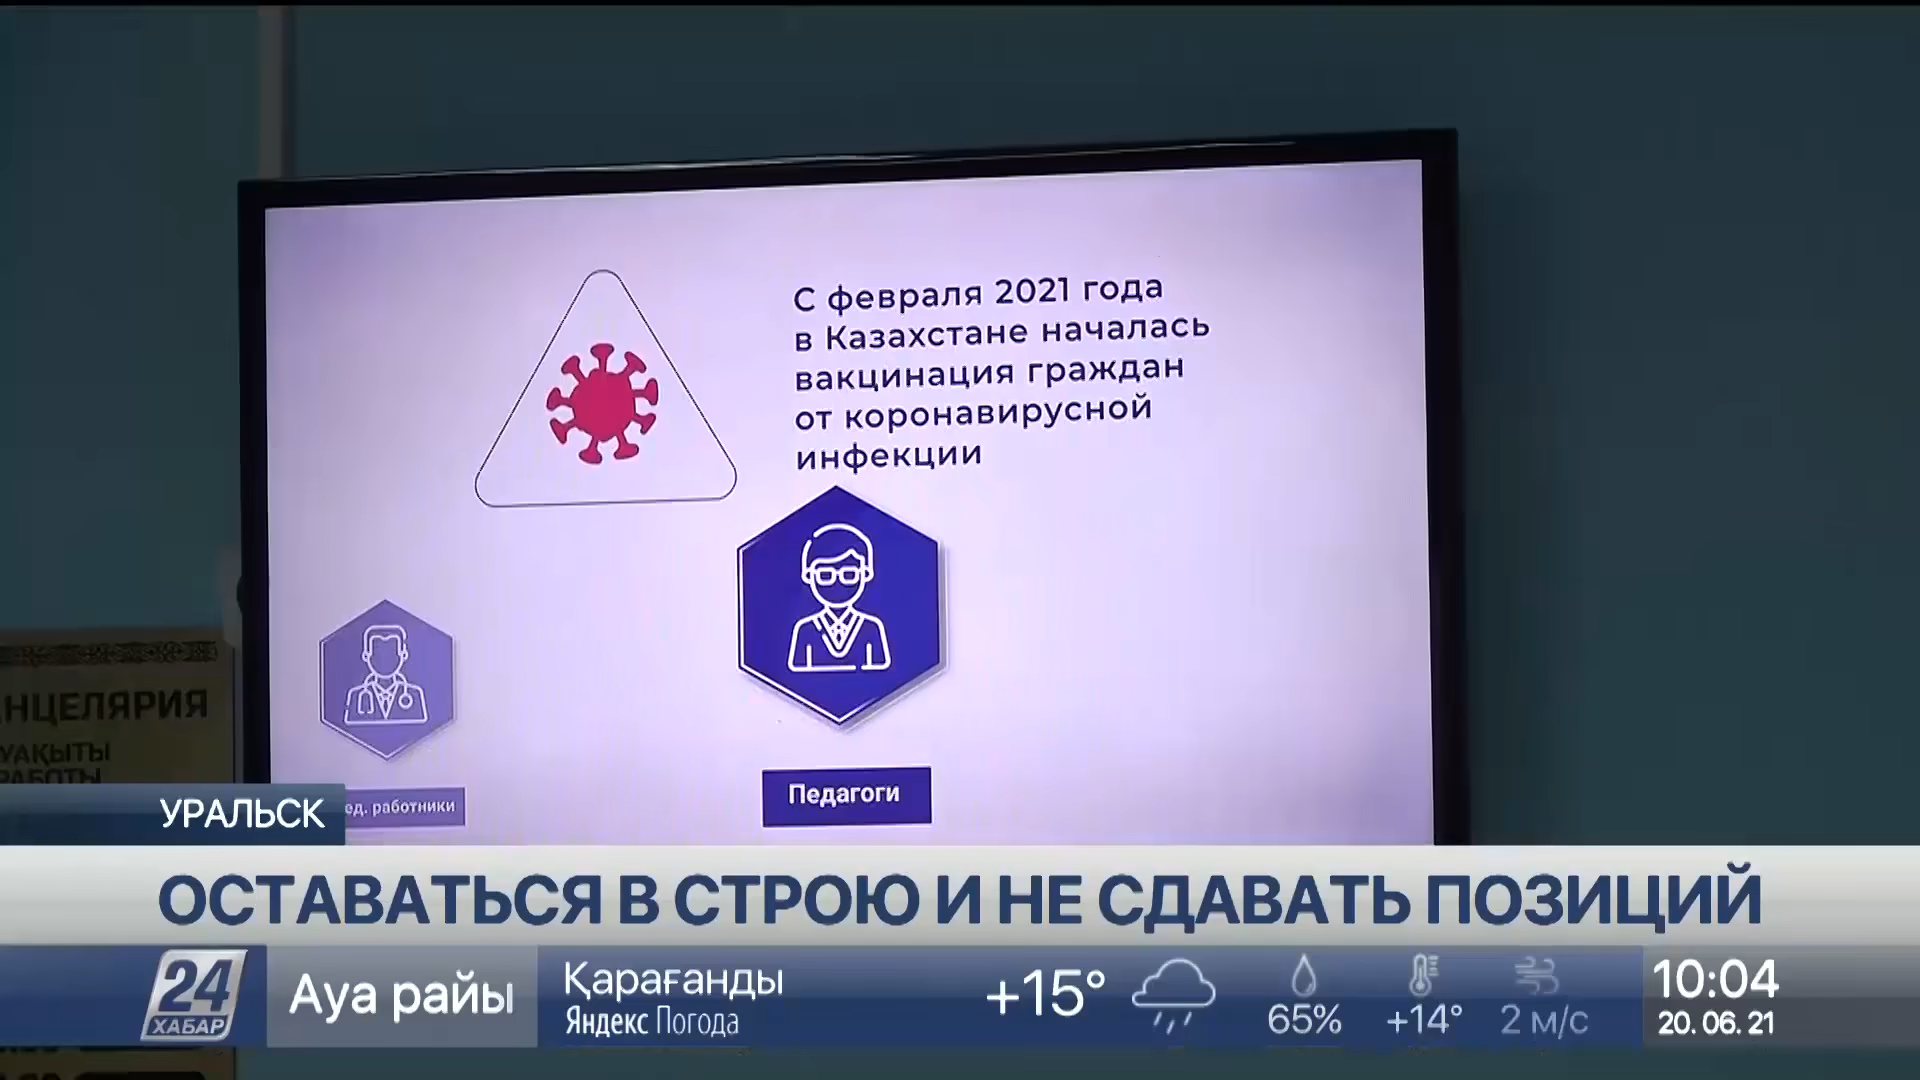 С февраля 2021 года
в Казахстане началась
вакцинация граждан
от коронавирусной
инфекции
НЦЕЛЯРИЯ
УАҚЫТЫ
РАБОТЫ
ед. работники
Педагоги
УРАЛЬСК
ОСТАВАТЬСЯ В СТРОЮ И НЕ СДАВАТЬ ПОЗИЦИЙ
24
ХАБАР
Ауа райы
Қарағанды
Яндекс Погода
+15°
65%
+14°
2 м/с
10:04
20. 06. 21